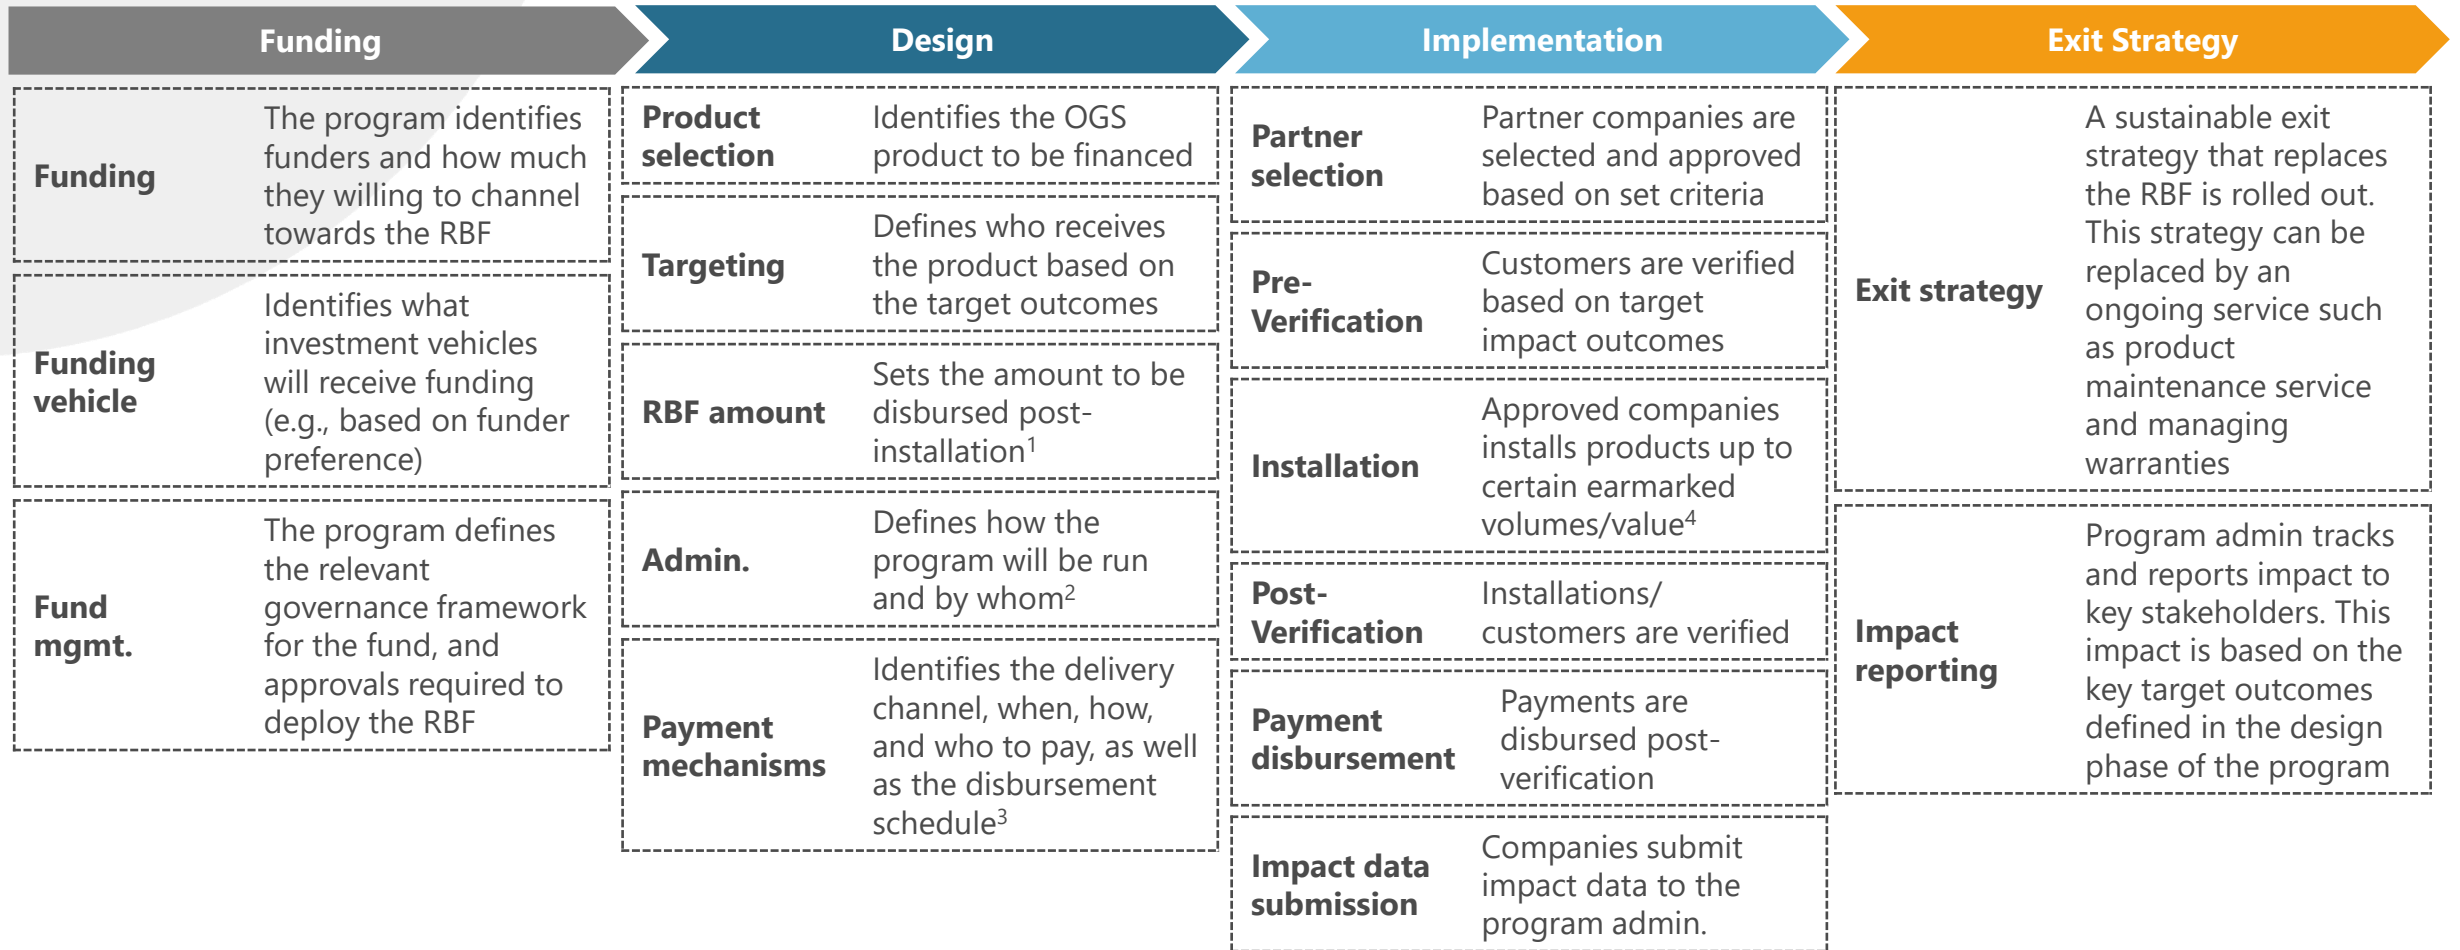 Funding
Design
Implementation
Exit Strategy
Funding
The program identifies
funders and how much
they willing to channel
towards the RBF
Funding
vehicle
Identifies what
investment vehicles
will receive funding
(e.g., based on funder
preference)
Fund
mgmt.
The program defines
the relevant
governance framework
for the fund, and
approvals required to
deploy the RBF
Product
selection
Identifies the OGS
product to be financed
Targeting
Defines who receives
the product based on
the target outcomes
RBF amount
Sets the amount to be
disbursed post-
installation¹
Admin.
Defines how the
program will be run
and by whom²
Payment
mechanisms
Identifies the delivery
channel, when, how,
and who to pay, as well
as the disbursement
schedule³
Partner
selection
Partner companies are
selected and approved
based on set criteria
Pre-
Verification
Customers are verified
based on target
impact outcomes
Installation
Approved companies
installs products up to
certain earmarked
volumes/value⁴
Post-
Verification
Installations/
customers are verified
Payment
disbursement
Payments are
disbursed post-
verification
Impact data
submission
Companies submit
impact data to the
program admin.
Exit strategy
A sustainable exit
strategy that replaces
the RBF is rolled out.
This strategy can be
replaced by an
ongoing service such
as product
maintenance service
and managing
warranties
Impact
reporting
Program admin tracks
and reports impact to
key stakeholders. This
impact is based on the
key target outcomes
defined in the design
phase of the program